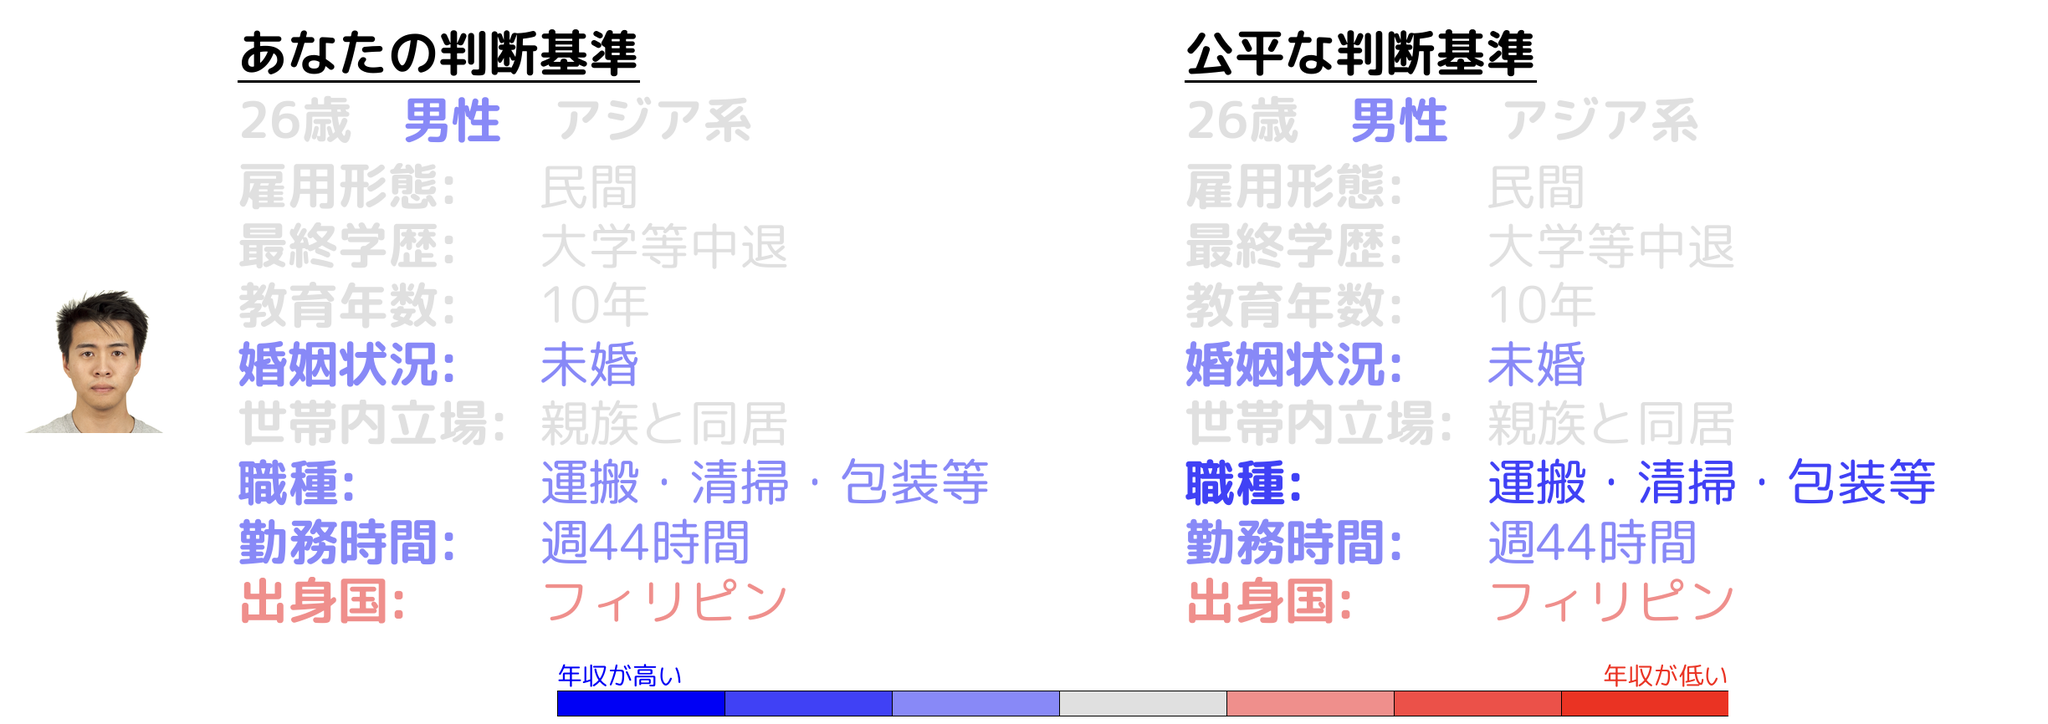 あなたの判断基準
26歳 男性 アジア系
雇用形態: 民間
最終学歴: 大学等中退
教育年数: 10年
婚姻状況: 未婚
世帯内立場: 親族と同居
職種: 運搬・清掃・包装等
勤務時間: 週44時間
出身国: フィリピン
公平な判断基準
26歳 男性 アジア系
雇用形態: 民間
最終学歴: 大学等中退
教育年数: 10年
婚姻状況: 未婚
世帯内立場: 親族と同居
職種: 運搬・清掃・包装等
勤務時間: 週44時間
出身国: フィリピン
年収が高い 年収が低い